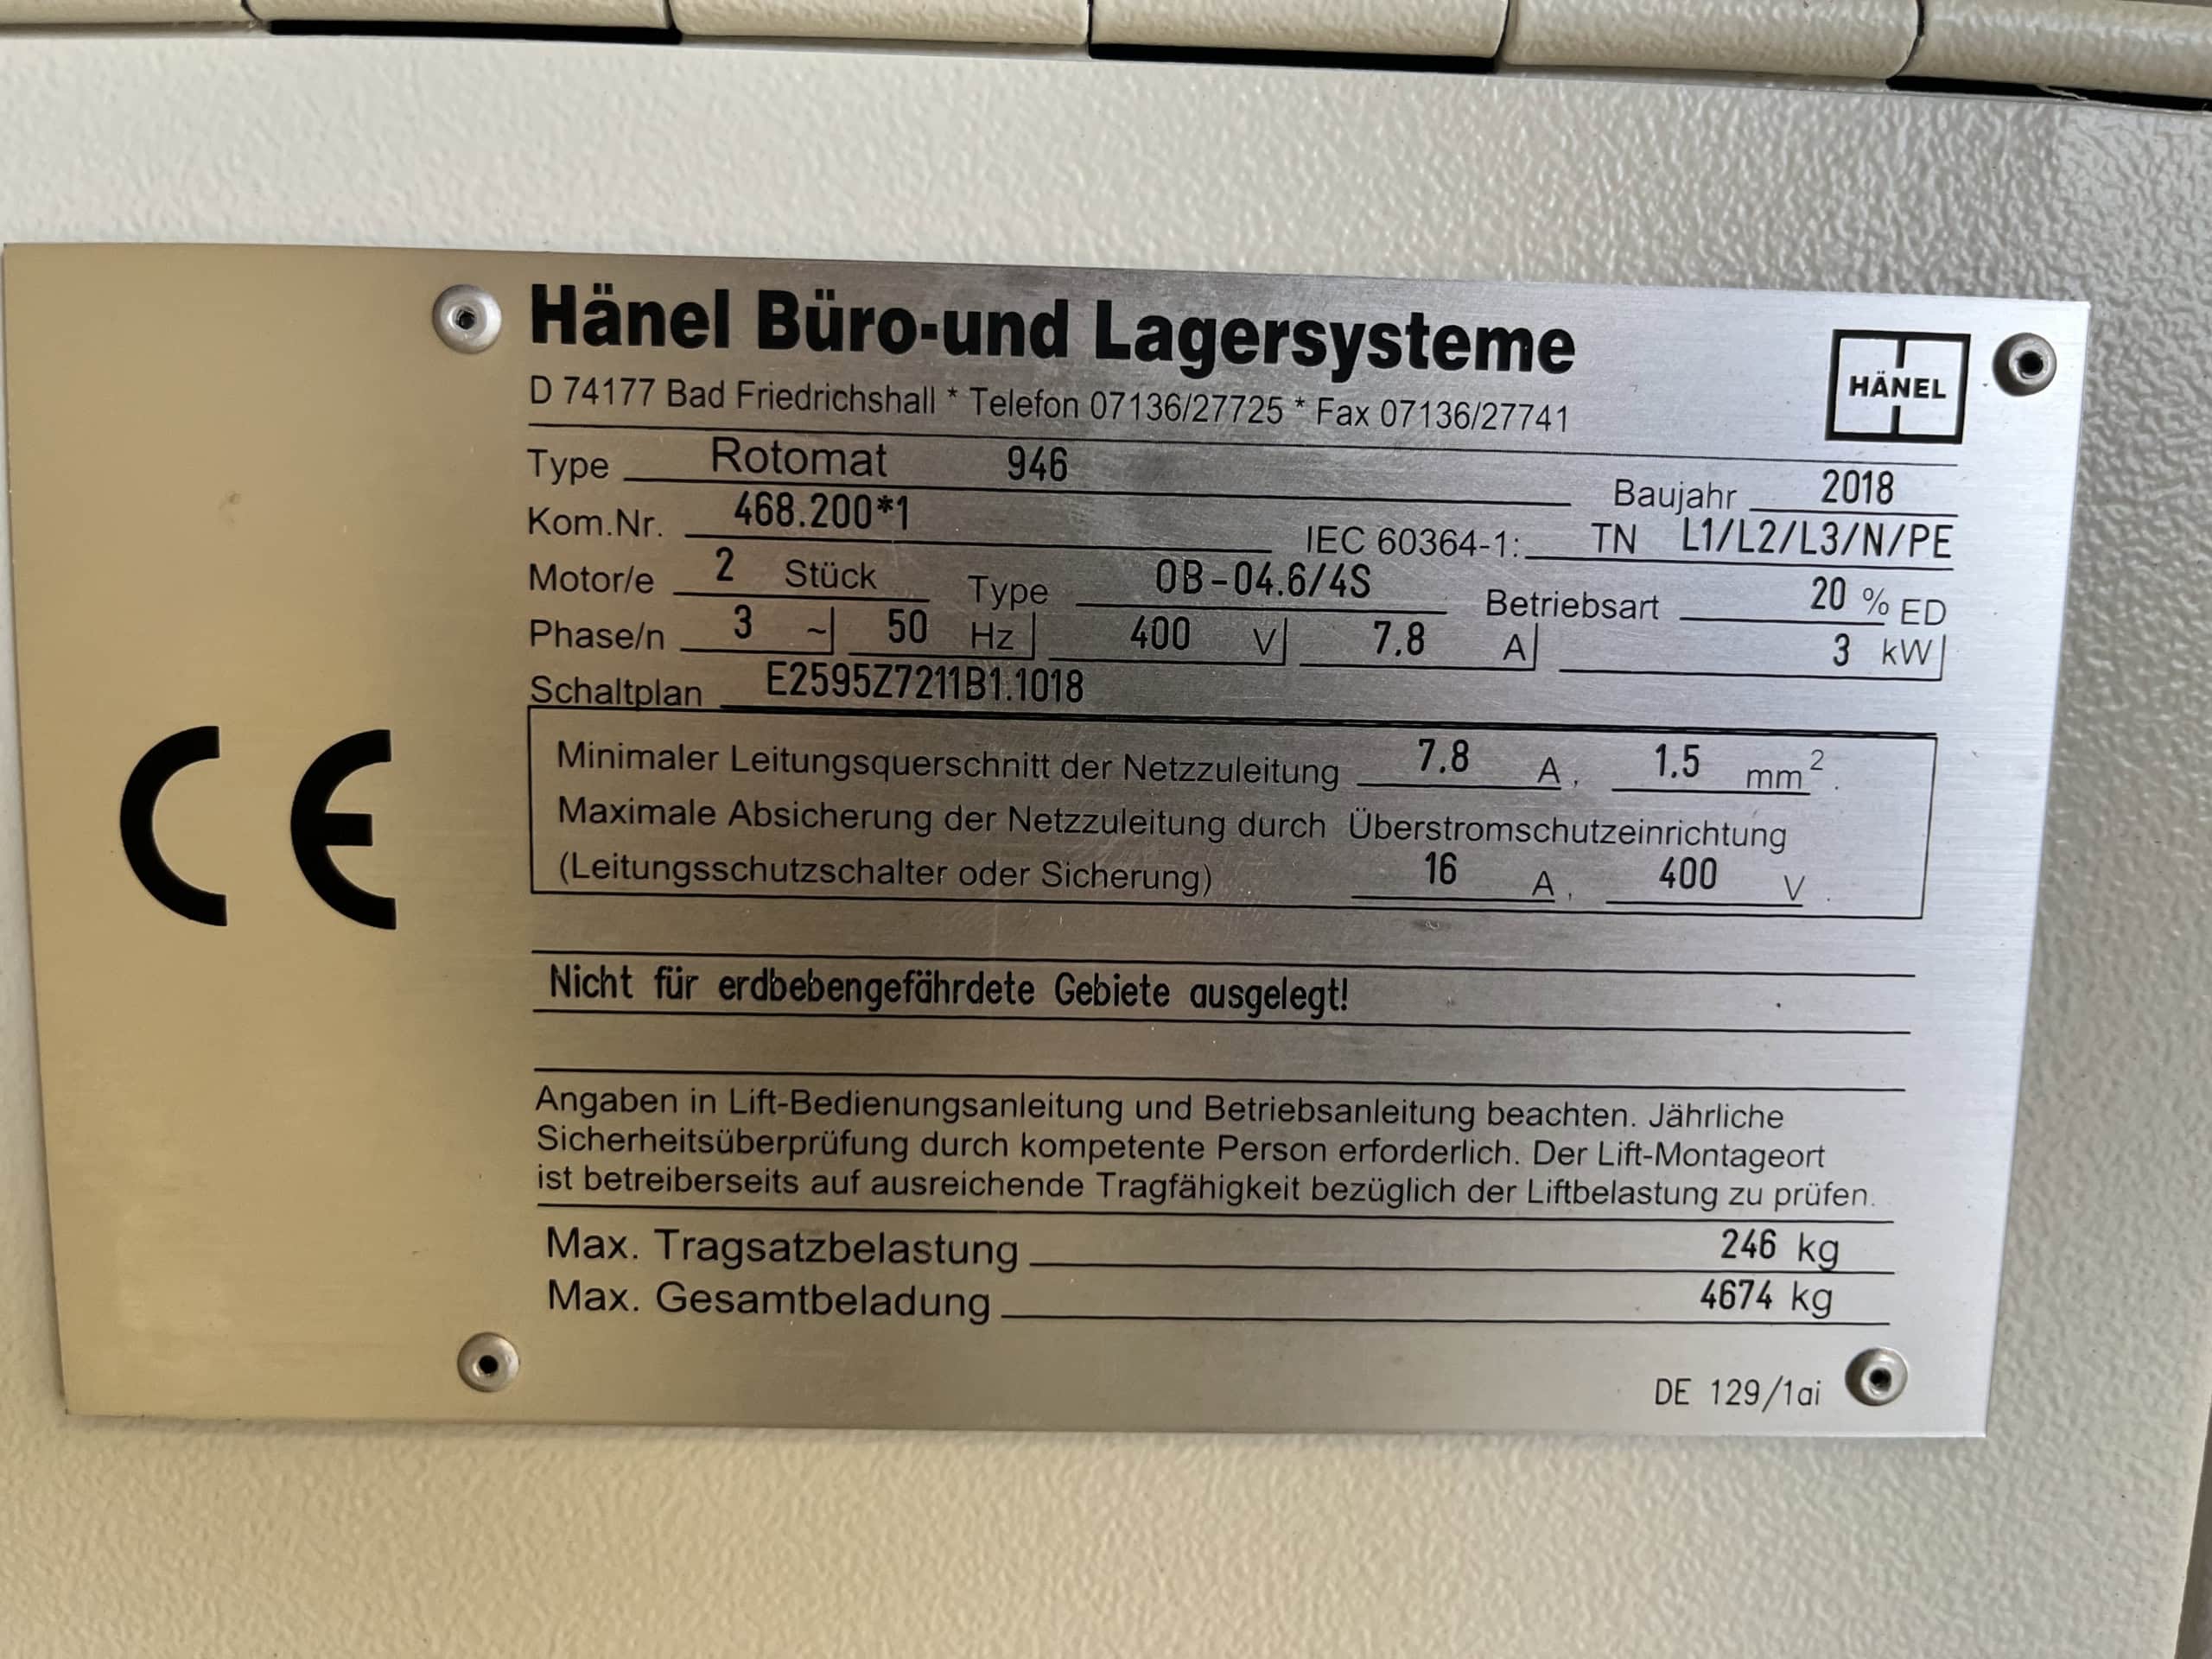 Hänel Büro-und Lagersysteme
HÄNEL
D 74177 Bad Friedrichshall * Telefon 07136/27725 * Fax 07136/27741
Type Rotomat 946 Baujahr 2018
Kom.Nr. 468.200*1 IEC 60364-1: TN L1/L2/L3/N/PE
Motor/e 2 Stück Type OB-04.6/4S Betriebsart 20 % ED
Phase/n 3 ~ 50 Hz 400 V 7.8 A 3 kW
Schaltplan E2595Z7211B1.1018
CE
Minimaler Leitungsquerschnitt der Netzzuleitung 7.8 A, 1.5 mm².
Maximale Absicherung der Netzzuleitung durch Überstromschutzeinrichtung
(Leitungsschutzschalter oder Sicherung) 16 A, 400 V.
Nicht für erdbebengefährdete Gebiete ausgelegt!
Angaben in Lift-Bedienungsanleitung und Betriebsanleitung beachten. Jährliche
Sicherheitsüberprüfung durch kompetente Person erforderlich. Der Lift-Montageort
ist betreiberseits auf ausreichende Tragfähigkeit bezüglich der Liftbelastung zu prüfen.
Max. Tragsatzbelastung 246 kg
Max. Gesamtbeladung 4674 kg
DE 129/1ai